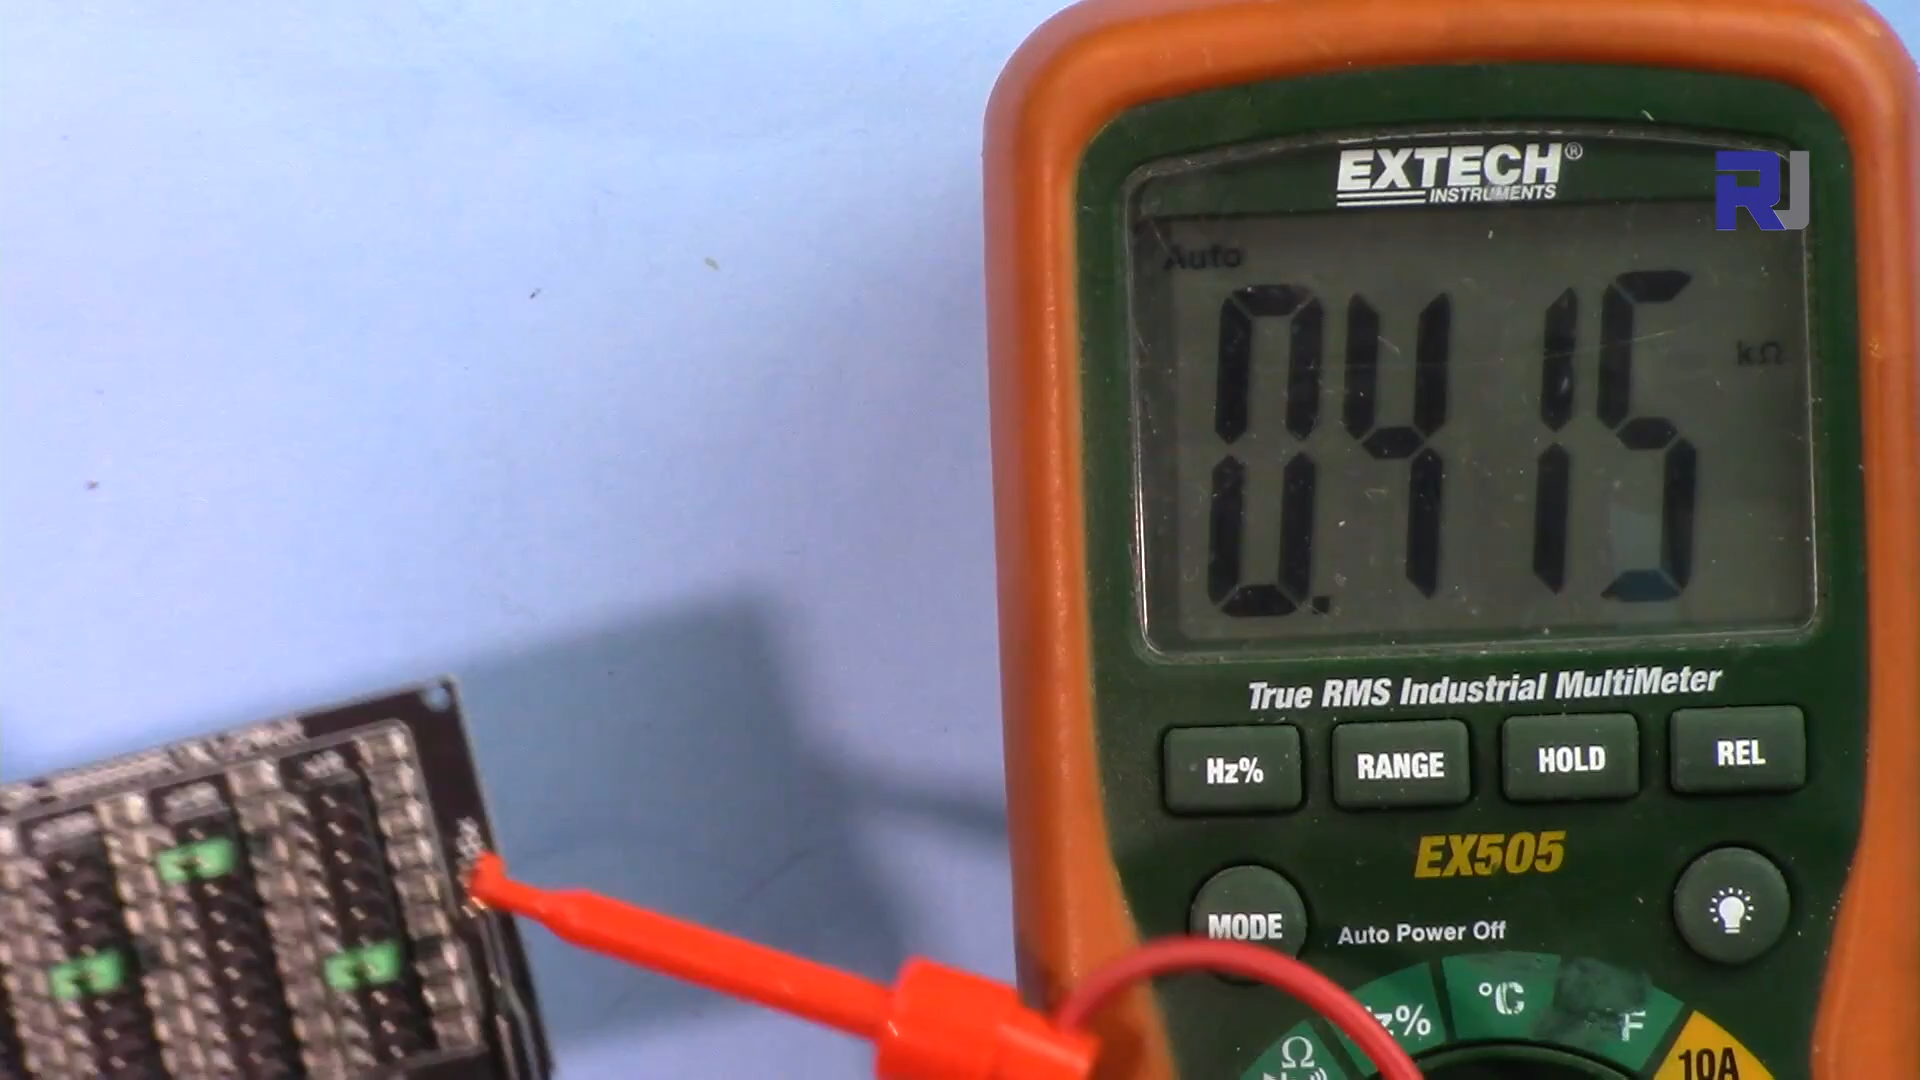 EXTECH®
INSTRUMENTS
RJ
Auto
0.415
kΩ
True RMS Industrial MultiMeter
Hz% RANGE HOLD REL
EX505
MODE
Auto Power Off
°C
F
Ω
10A